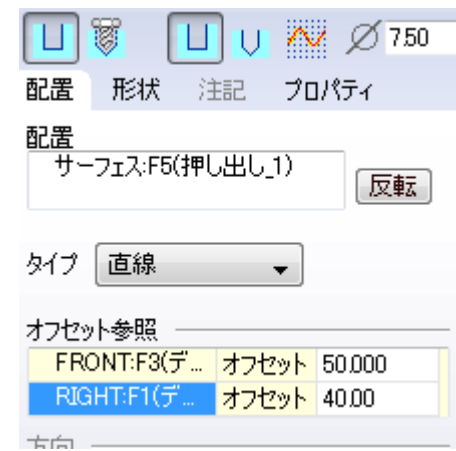 7.50
配置 形状 注記 プロパティ
配置
サーフェス:F5(押し出し_1)
反転
タイプ 直線
オフセット参照
FRONT:F3(デ... オフセット 50.000
RIGHT:F1(デ... オフセット 40.00
方向